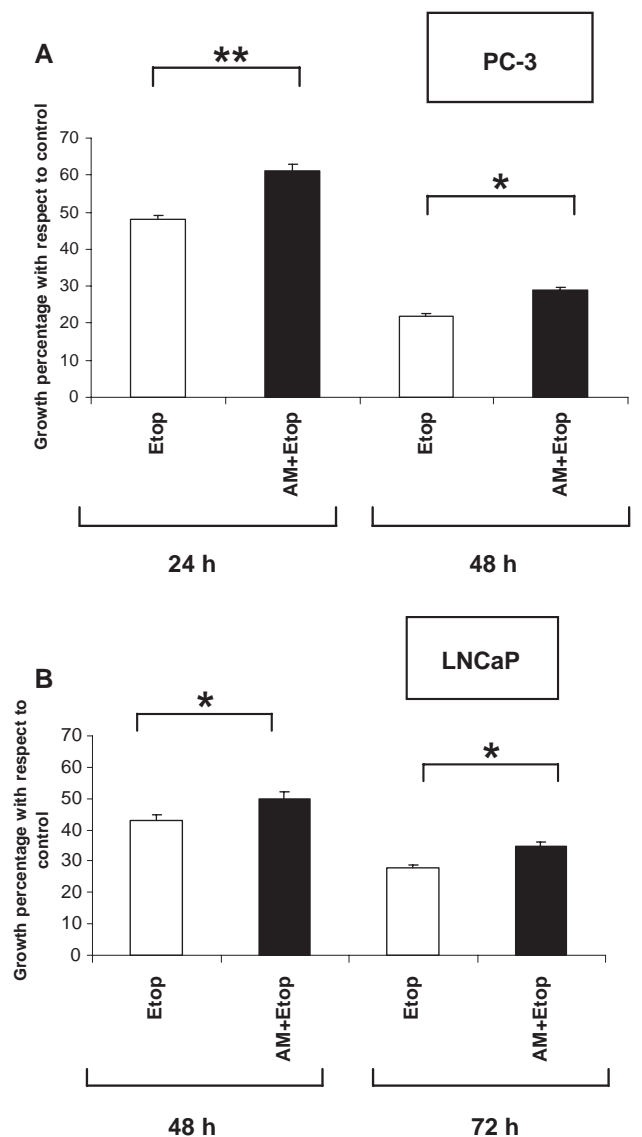 A
PC-3
**
*
Growth percentage with respect to control
70
60
50
40
30
20
10
0
Etop
AM+Etop
Etop
AM+Etop
24 h
48 h
B
LNCaP
*
*
Growth percentage with respect to
control
70
60
50
40
30
20
10
0
Etop
AM+Etop
Etop
AM+Etop
48 h
72 h